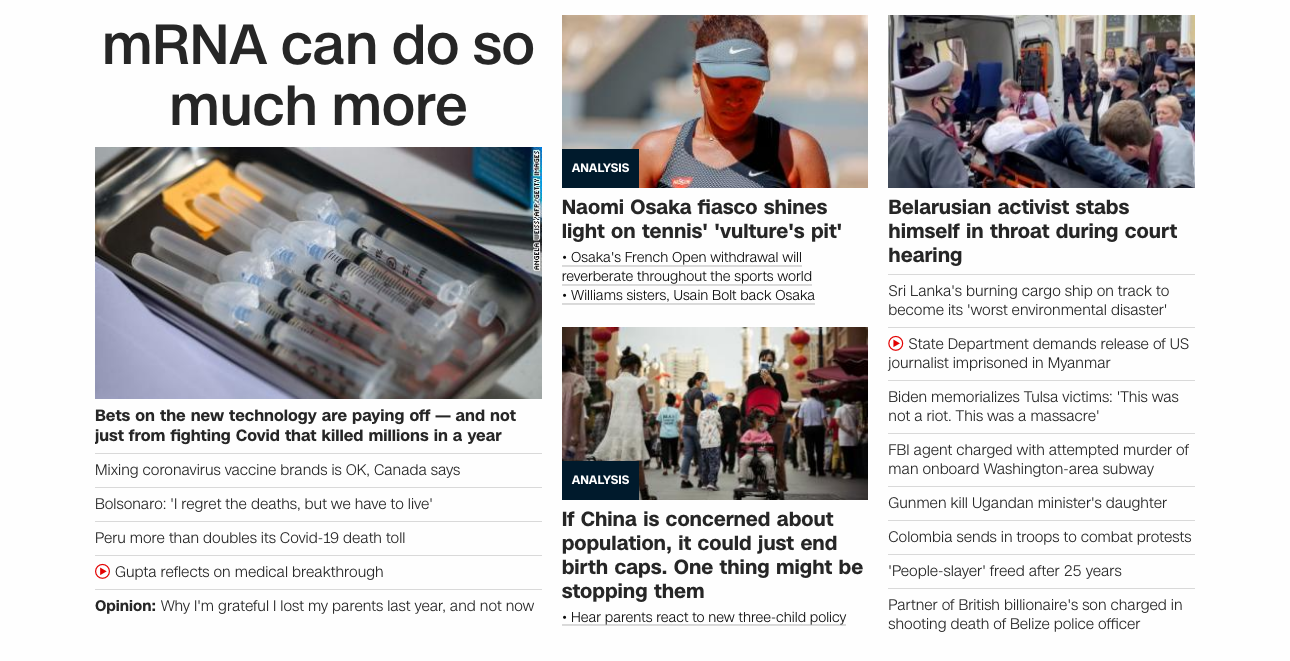 mRNA can do so
much more
ANGELA WEISS/AFP/GETTY IMAGES
Bets on the new technology are paying off — and not
just from fighting Covid that killed millions in a year
Mixing coronavirus vaccine brands is OK, Canada says
Bolsonaro: 'I regret the deaths, but we have to live'
Peru more than doubles its Covid-19 death toll
Gupta reflects on medical breakthrough
Opinion: Why I'm grateful I lost my parents last year, and not now
ANALYSIS
Naomi Osaka fiasco shines
light on tennis' 'vulture's pit'
• Osaka's French Open withdrawal will
reverberate throughout the sports world
• Williams sisters, Usain Bolt back Osaka
ANALYSIS
If China is concerned about
population, it could just end
birth caps. One thing might be
stopping them
• Hear parents react to new three-child policy
Belarusian activist stabs
himself in throat during court
hearing
Sri Lanka's burning cargo ship on track to
become its 'worst environmental disaster'
State Department demands release of US
journalist imprisoned in Myanmar
Biden memorializes Tulsa victims: 'This was
not a riot. This was a massacre'
FBI agent charged with attempted murder of
man onboard Washington-area subway
Gunmen kill Ugandan minister's daughter
Colombia sends in troops to combat protests
'People-slayer' freed after 25 years
Partner of British billionaire's son charged in
shooting death of Belize police officer